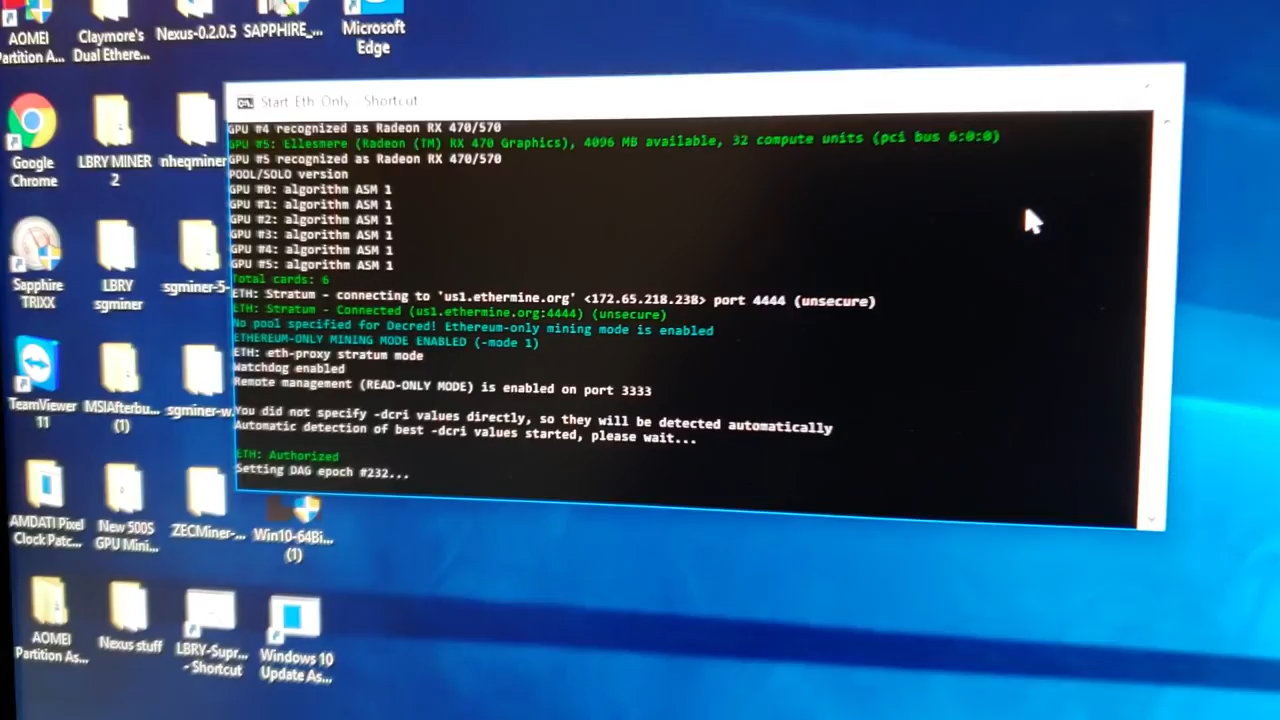 AOMEI
Partition A...
Claymore's
Dual Ethere...
Nexus-0.2.0.5
SAPPHIRE_...
Microsoft
Edge
Google
Chrome
LBRY MINER
2
nheqminer
Sapphire
TRIXX
LBRY
sgminer
sgminer-5-
TeamViewer
11
MSIAfterbu...
(1)
sgminer-w
AMDATI Pixel
Clock Patc...
New 500S
GPU Mini...
ZECMiner-...
Win10-64Bi...
(1)
AOMEI
Partition As...
Nexus stuff
LBRY-Supr...
- Shortcut
Windows 10
Update As...
Start Eth Only - Shortcut
GPU #4 recognized as Radeon RX 470/570
GPU #5: Ellesmere (Radeon (TM) RX 470 Graphics), 4096 MB available, 32 compute units (pci bus 6:0:0)
GPU #5 recognized as Radeon RX 470/570
POOL/SOLO version
GPU #0: algorithm ASM 1
GPU #1: algorithm ASM 1
GPU #2: algorithm ASM 1
GPU #3: algorithm ASM 1
GPU #4: algorithm ASM 1
GPU #5: algorithm ASM 1
Total cards: 6
ETH: Stratum - connecting to 'us1.ethermine.org' <172.65.218.238> port 4444 (unsecure)
ETH: Stratum - Connected (us1.ethermine.org:4444) (unsecure)
No pool specified for Decred! Ethereum-only mining mode is enabled
ETHEREUM-ONLY MINING MODE ENABLED (-mode 1)
ETH: eth-proxy stratum mode
Watchdog enabled
Remote management (READ-ONLY MODE) is enabled on port 3333
You did not specify -dcri values directly, so they will be detected automatically
Automatic detection of best -dcri values started, please wait...
ETH: Authorized
Setting DAG epoch #232...